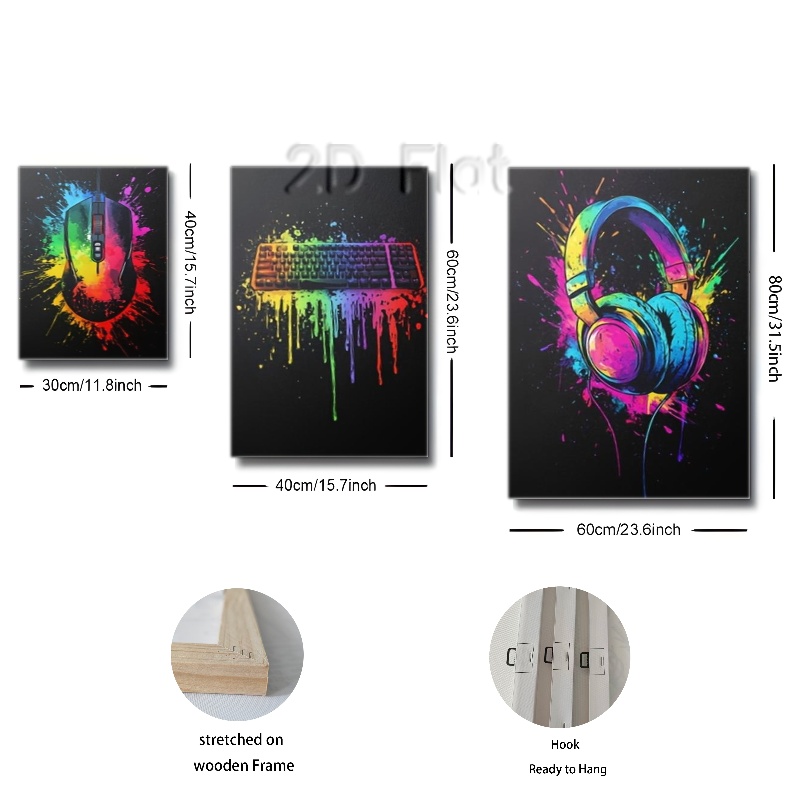 2D Flat
40cm/15.7inch
30cm/11.8inch
60cm/23.6inch
40cm/15.7inch
80cm/31.5inch
60cm/23.6inch
stretched on
wooden Frame
Hook
Ready to Hang